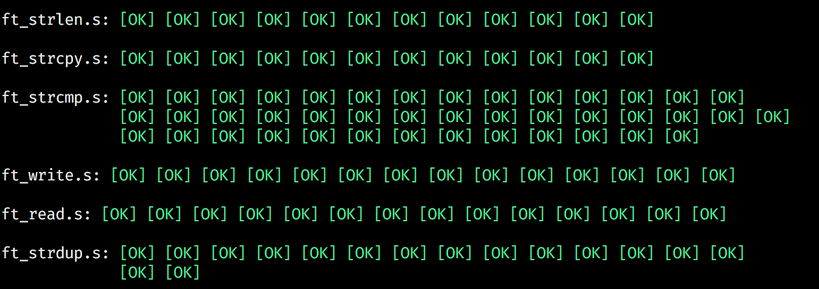 ft_strlen.s: [OK] [OK] [OK] [OK] [OK] [OK] [OK] [OK] [OK] [OK] [OK] [OK]
ft_strcpy.s: [OK] [OK] [OK] [OK] [OK] [OK] [OK] [OK] [OK] [OK] [OK] [OK]
ft_strcmp.s: [OK] [OK] [OK] [OK] [OK] [OK] [OK] [OK] [OK] [OK] [OK] [OK] [OK] [OK]
[OK] [OK] [OK] [OK] [OK] [OK] [OK] [OK] [OK] [OK] [OK] [OK] [OK] [OK] [OK]
[OK] [OK] [OK] [OK] [OK] [OK] [OK] [OK] [OK] [OK] [OK] [OK] [OK]
ft_write.s: [OK] [OK] [OK] [OK] [OK] [OK] [OK] [OK] [OK] [OK] [OK] [OK] [OK] [OK]
ft_read.s: [OK] [OK] [OK] [OK] [OK] [OK] [OK] [OK] [OK] [OK] [OK] [OK] [OK] [OK]
ft_strdup.s: [OK] [OK] [OK] [OK] [OK] [OK] [OK] [OK] [OK] [OK] [OK] [OK] [OK] [OK]
[OK] [OK]